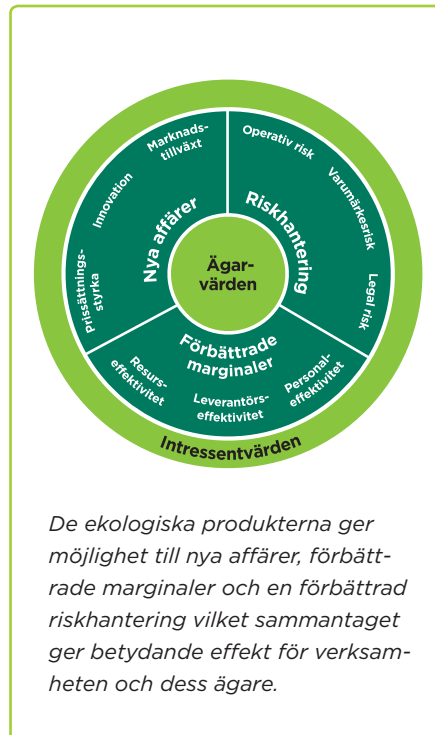 Marknads-
tillväxt
Innovation
Prissättnings-
styrka
Nya affärer
Operativ risk
Varumärkesrisk
Legal risk
Riskhantering
Ägar-
värden
Förbättrade
marginaler
Resurs-
effektivitet
Leverantörs-
effektivitet
Personal-
effektivitet
Intressentvärden
De ekologiska produkterna ger
möjlighet till nya affärer, förbätt-
rade marginaler och en förbättrad
riskhantering vilket sammantaget
ger betydande effekt för verksam-
heten och dess ägare.